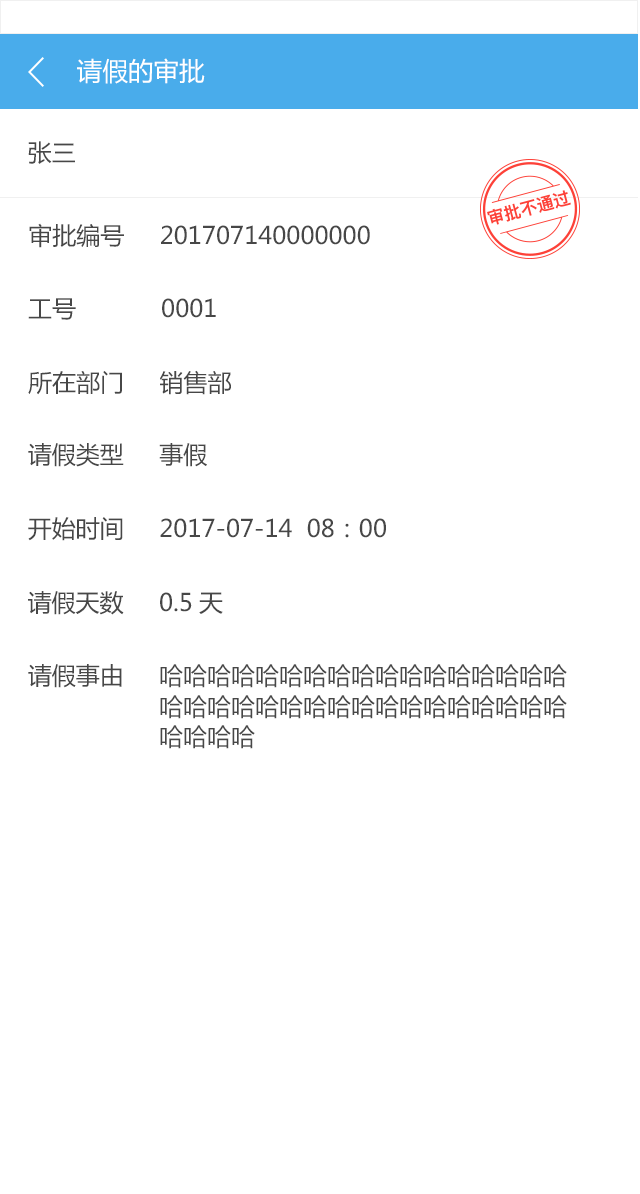 请假的审批
张三
审批不通过
审批编号 201707140000000
工号 0001
所在部门 销售部
请假类型 事假
开始时间 2017-07-14 08：00
请假天数 0.5 天
请假事由 哈哈哈哈哈哈哈哈哈哈哈哈哈哈哈哈哈
哈哈哈哈哈哈哈哈哈哈哈哈哈哈哈哈哈
哈哈哈哈